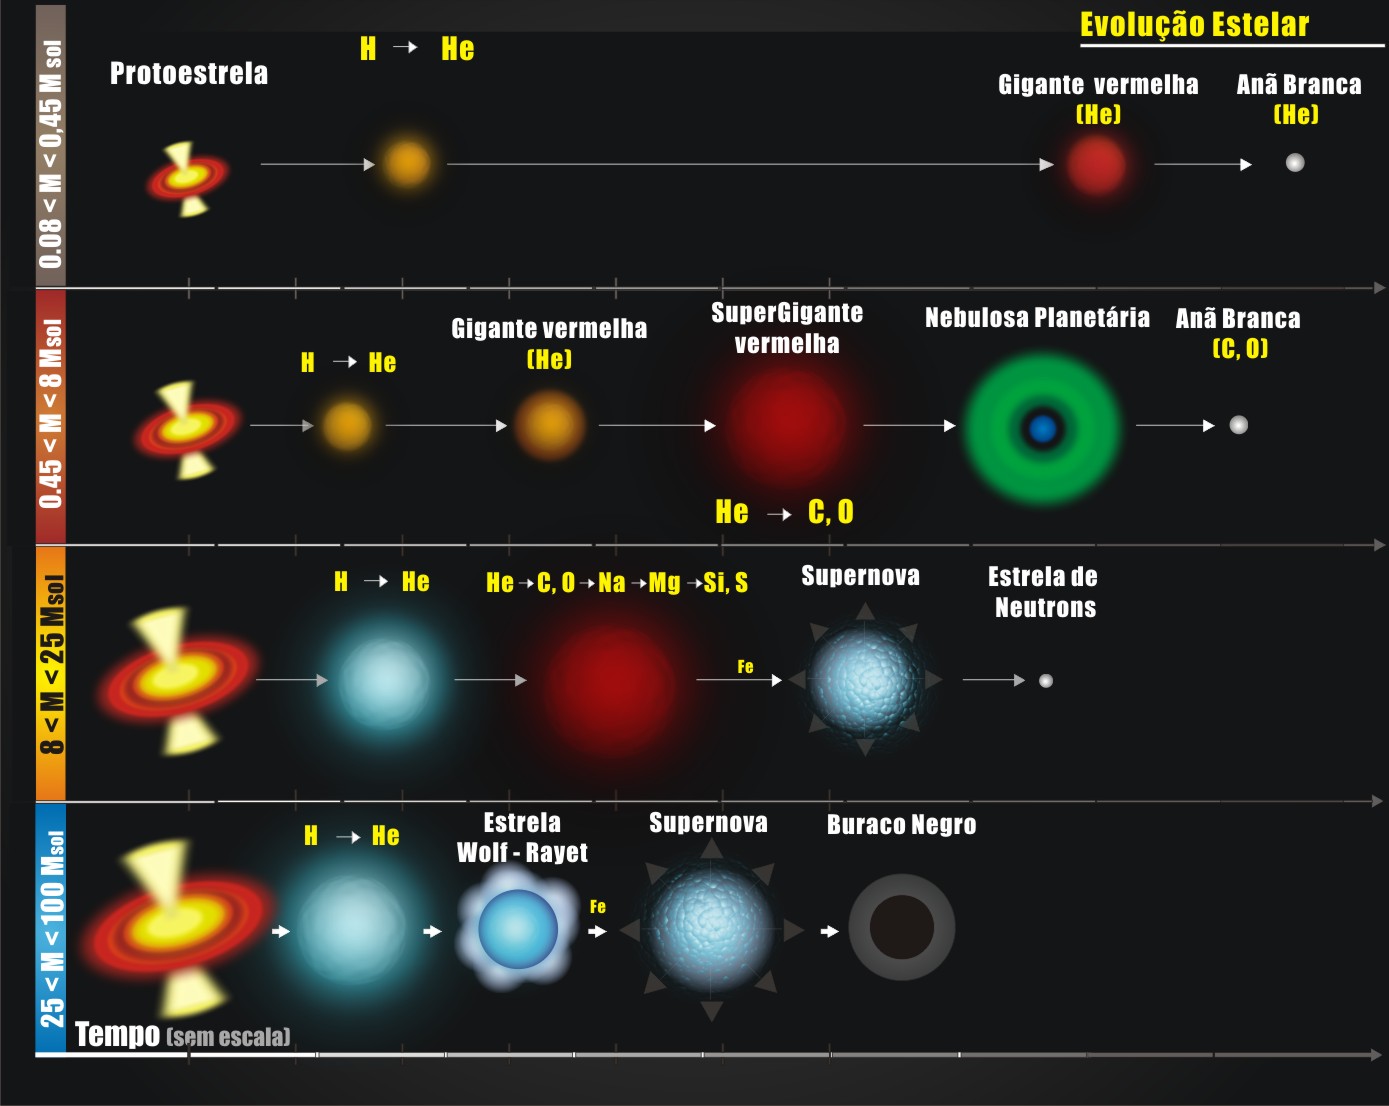 Evolução Estelar
0.08 < M < 0,45 M sol
Protoestrela
H → He
Gigante vermelha
(He)
Anã Branca
(He)
0.45 < M < 8 Msol
H → He
Gigante vermelha
(He)
SuperGigante
vermelha
He → C, O
Nebulosa Planetária
Anã Branca
(C, O)
8 < M < 25 Msol
H → He
He→C, O→Na→Mg→Si, S
Fe
Supernova
Estrela de
Neutrons
25 < M < 100 Msol
H → He
Estrela
Wolf - Rayet
Fe
Supernova
Buraco Negro
Tempo (sem escala)